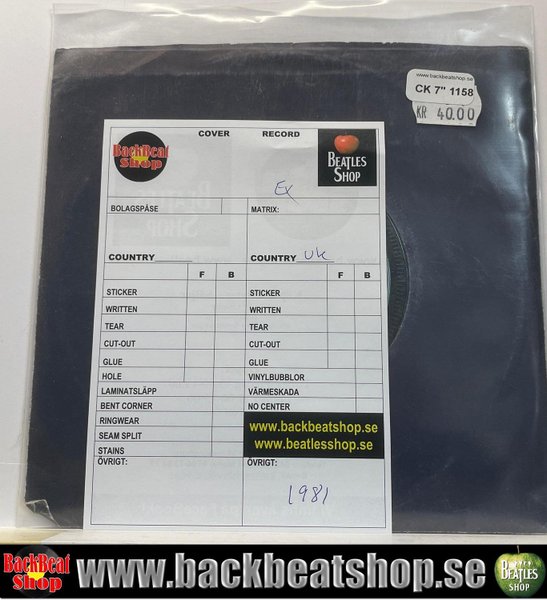 www.backbeatshop.se
CK 7" 1158
KR 40.00
BackBeat
Shop
COVER RECORD
BEATLES
SHOP
Ex
BOLAGSPÅSE MATRIX:
COUNTRY COUNTRY Uk
F B F B
STICKER STICKER
WRITTEN WRITTEN
TEAR TEAR
CUT-OUT CUT-OUT
GLUE GLUE
HOLE VINYLBUBBLOR
LAMINATSLÄPP VÄRMESKADA
BENT CORNER NO CENTER
RINGWEAR
SEAM SPLIT
STAINS
www.backbeatshop.se
www.beatlesshop.se
ÖVRIGT: ÖVRIGT:
1981
BackBeat
Shop
www.backbeatshop.se
BEATLES
SHOP